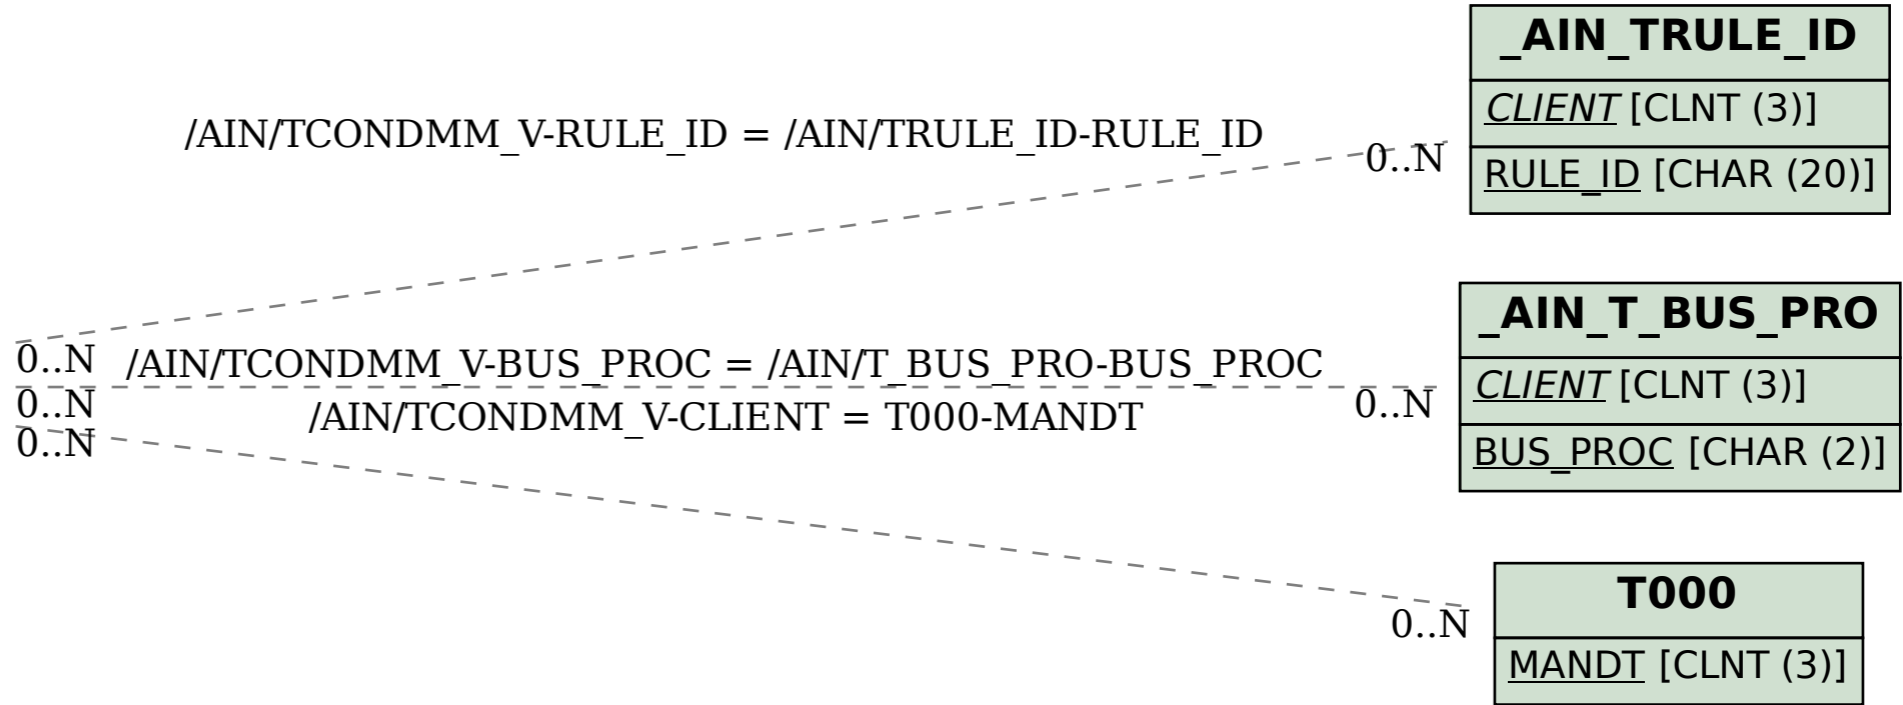 _AIN_TRULE_ID
CLIENT [CLNT (3)]
RULE_ID [CHAR (20)]
/AIN/TCONDMM_V-RULE_ID = /AIN/TRULE_ID-RULE_ID
0..N
0..N
/AIN/TCONDMM_V-BUS_PROC = /AIN/T_BUS_PRO-BUS_PROC
0..N
0..N
_AIN_T_BUS_PRO
CLIENT [CLNT (3)]
BUS_PROC [CHAR (2)]
/AIN/TCONDMM_V-CLIENT = T000-MANDT
0..N
0..N
T000
MANDT [CLNT (3)]